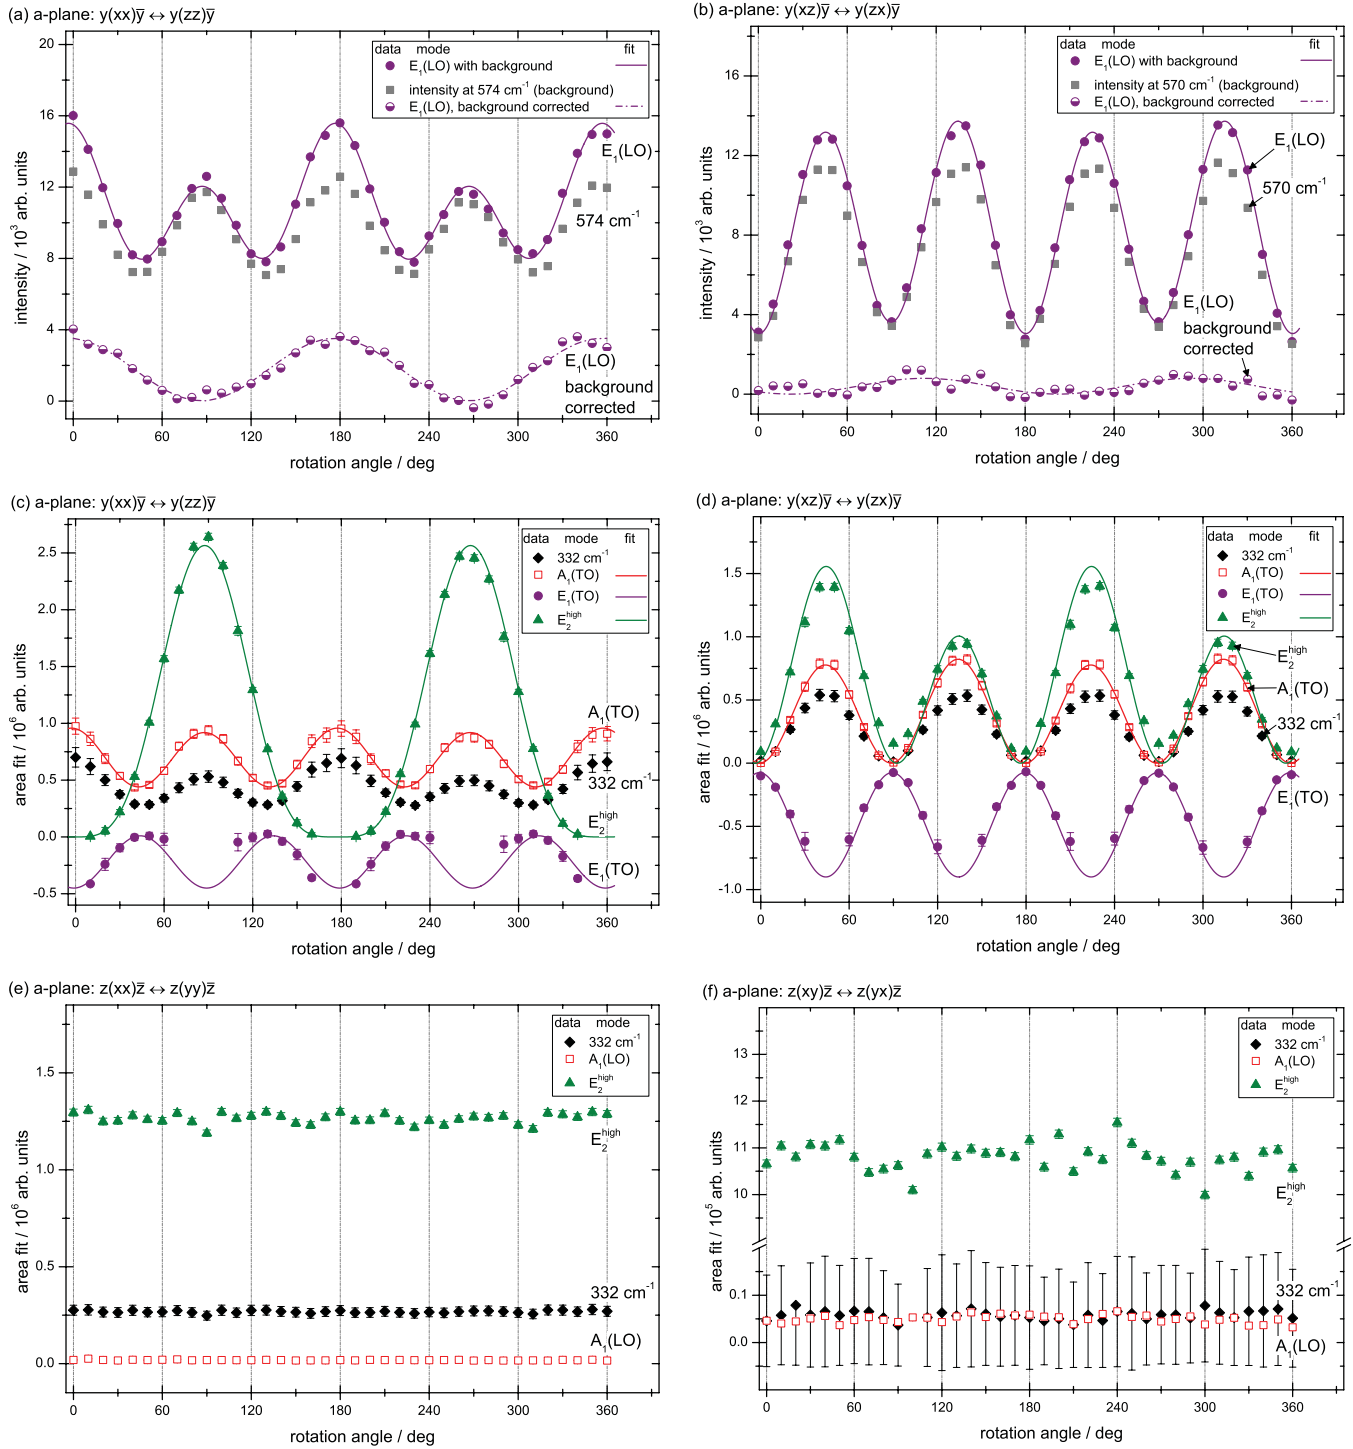 (a) a-plane: y(xx)ȳ ↔ y(zz)ȳ
data mode fit
E₁(LO) with background
intensity at 574 cm⁻¹ (background)
E₁(LO), background corrected
E₁(LO)
574 cm⁻¹
E₁(LO)
background
corrected
20
16
12
8
4
0
intensity / 10³ arb. units
0 60 120 180 240 300 360
rotation angle / deg
(b) a-plane: y(xz)ȳ ↔ y(zx)ȳ
data mode fit
E₁(LO) with background
intensity at 570 cm⁻¹ (background)
E₁(LO), background corrected
E₁(LO)
570 cm⁻¹
E₁(LO)
background
corrected
16
12
8
4
0
intensity / 10³ arb. units
0 60 120 180 240 300 360
rotation angle / deg
(c) a-plane: y(xx)ȳ ↔ y(zz)ȳ
data mode fit
332 cm⁻¹
A₁(TO)
E₁(TO)
E₂ʰⁱᵍʰ
A₁(TO)
332 cm⁻¹
E₂ʰⁱᵍʰ
E₁(TO)
2.5
2.0
1.5
1.0
0.5
0.0
-0.5
area fit / 10⁶ arb. units
0 60 120 180 240 300 360
rotation angle / deg
(d) a-plane: y(xz)ȳ ↔ y(zx)ȳ
data mode fit
332 cm⁻¹
A₁(TO)
E₁(TO)
E₂ʰⁱᵍʰ
E₂ʰⁱᵍʰ
A₁(TO)
332 cm⁻¹
E₁(TO)
1.5
1.0
0.5
0.0
-0.5
-1.0
area fit / 10⁶ arb. units
0 60 120 180 240 300 360
rotation angle / deg
(e) a-plane: z(xx)z̄ ↔ z(yy)z̄
data mode
332 cm⁻¹
A₁(LO)
E₂ʰⁱᵍʰ
E₂ʰⁱᵍʰ
332 cm⁻¹
A₁(LO)
1.5
1.0
0.5
0.0
area fit / 10⁶ arb. units
0 60 120 180 240 300 360
rotation angle / deg
(f) a-plane: z(xy)z̄ ↔ z(yx)z̄
data mode
332 cm⁻¹
A₁(LO)
E₂ʰⁱᵍʰ
E₂ʰⁱᵍʰ
332 cm⁻¹
A₁(LO)
13
12
11
10
0.1
0.0
area fit / 10⁵ arb. units
0 60 120 180 240 300 360
rotation angle / deg